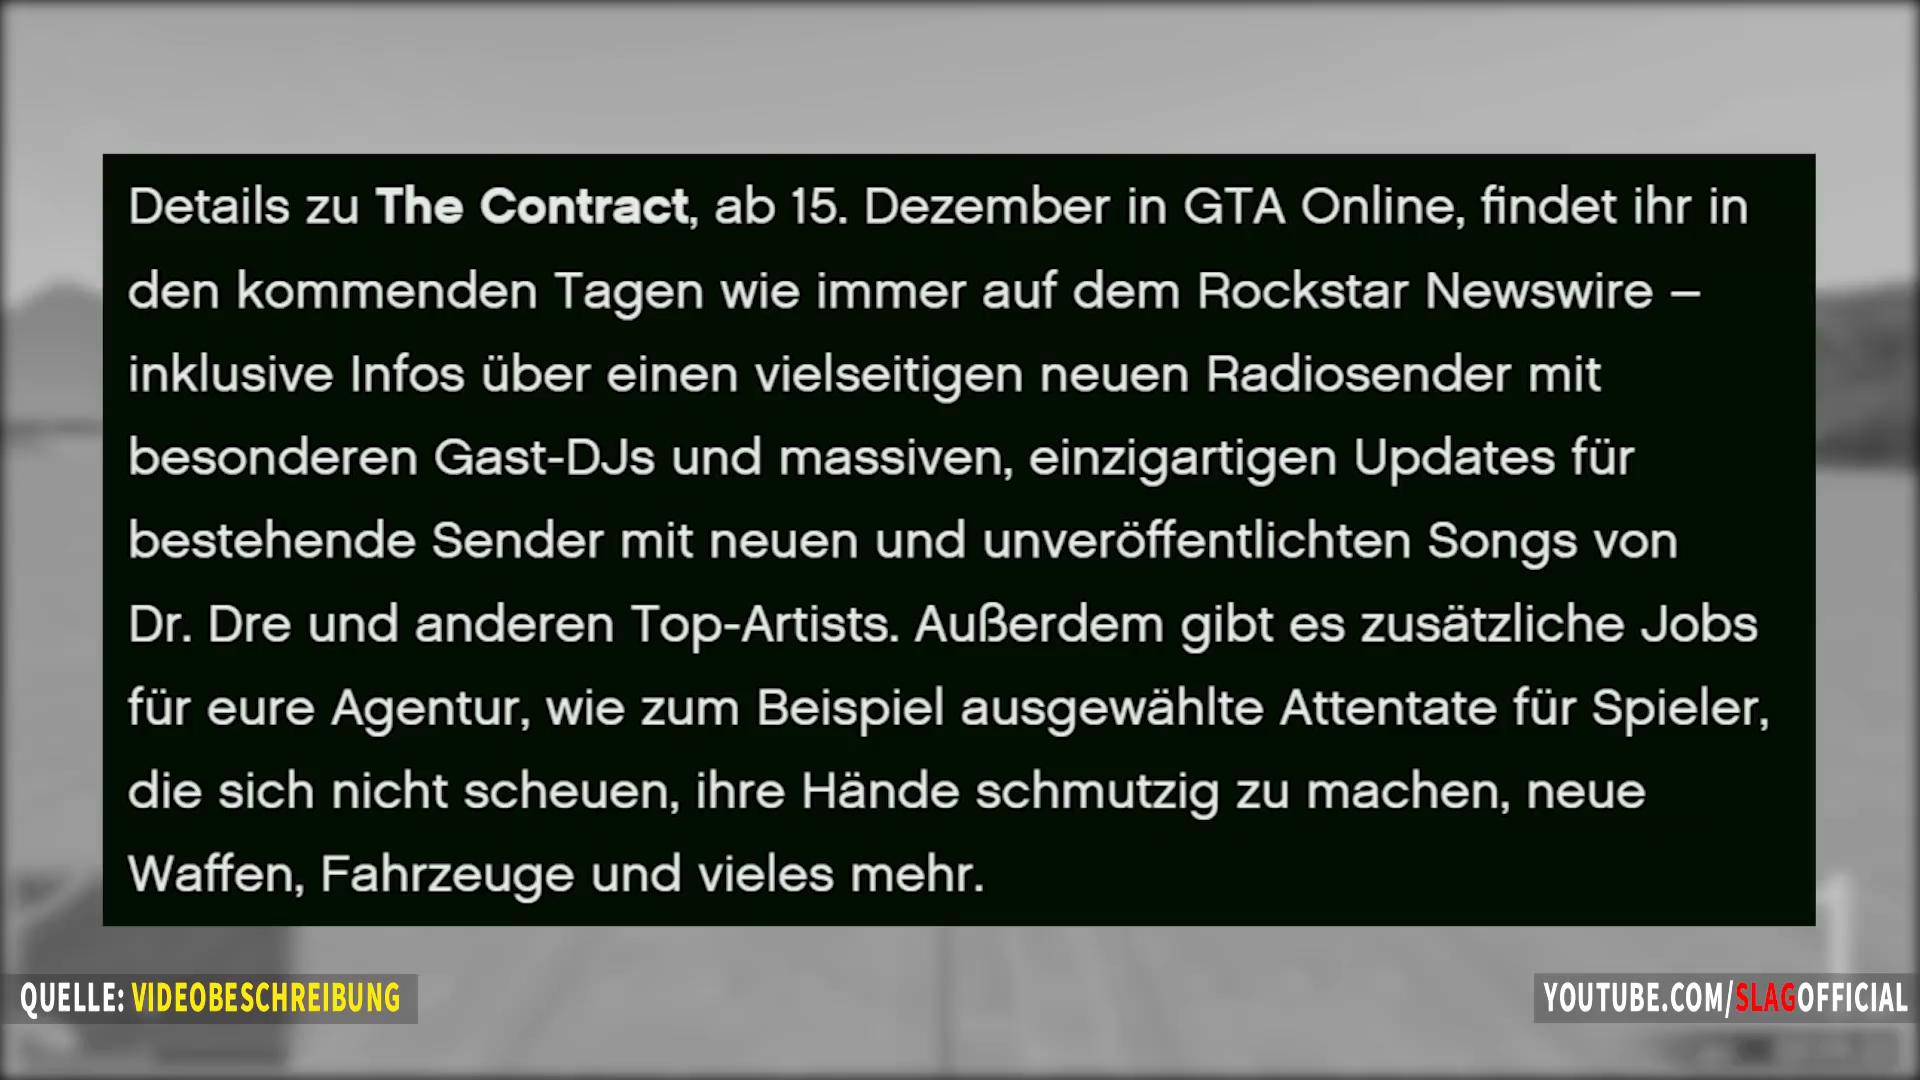 Details zu The Contract, ab 15. Dezember in GTA Online, findet ihr in
den kommenden Tagen wie immer auf dem Rockstar Newswire –
inklusive Infos über einen vielseitigen neuen Radiosender mit
besonderen Gast-DJs und massiven, einzigartigen Updates für
bestehende Sender mit neuen und unveröffentlichten Songs von
Dr. Dre und anderen Top-Artists. Außerdem gibt es zusätzliche Jobs
für eure Agentur, wie zum Beispiel ausgewählte Attentate für Spieler,
die sich nicht scheuen, ihre Hände schmutzig zu machen, neue
Waffen, Fahrzeuge und vieles mehr.
QUELLE: VIDEOBESCHREIBUNG
YOUTUBE.COM/SLAGOFFICIAL